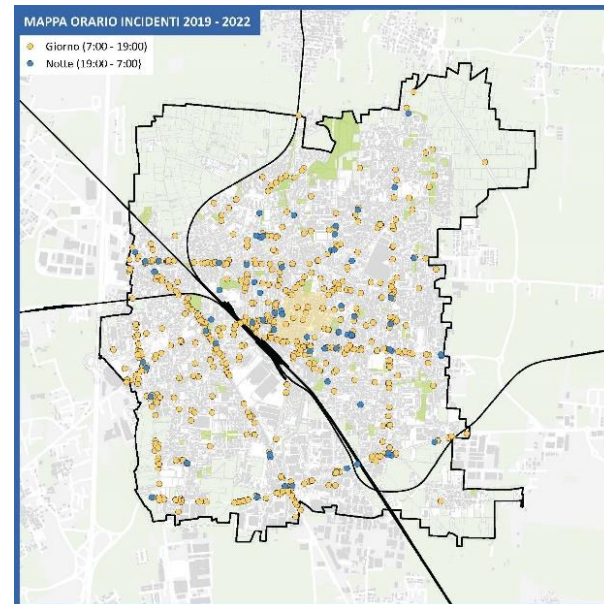 MAPPA ORARIO INCIDENTI 2019 - 2022
Giorno (7:00 - 19:00)
Notte (19:00 - 7:00)